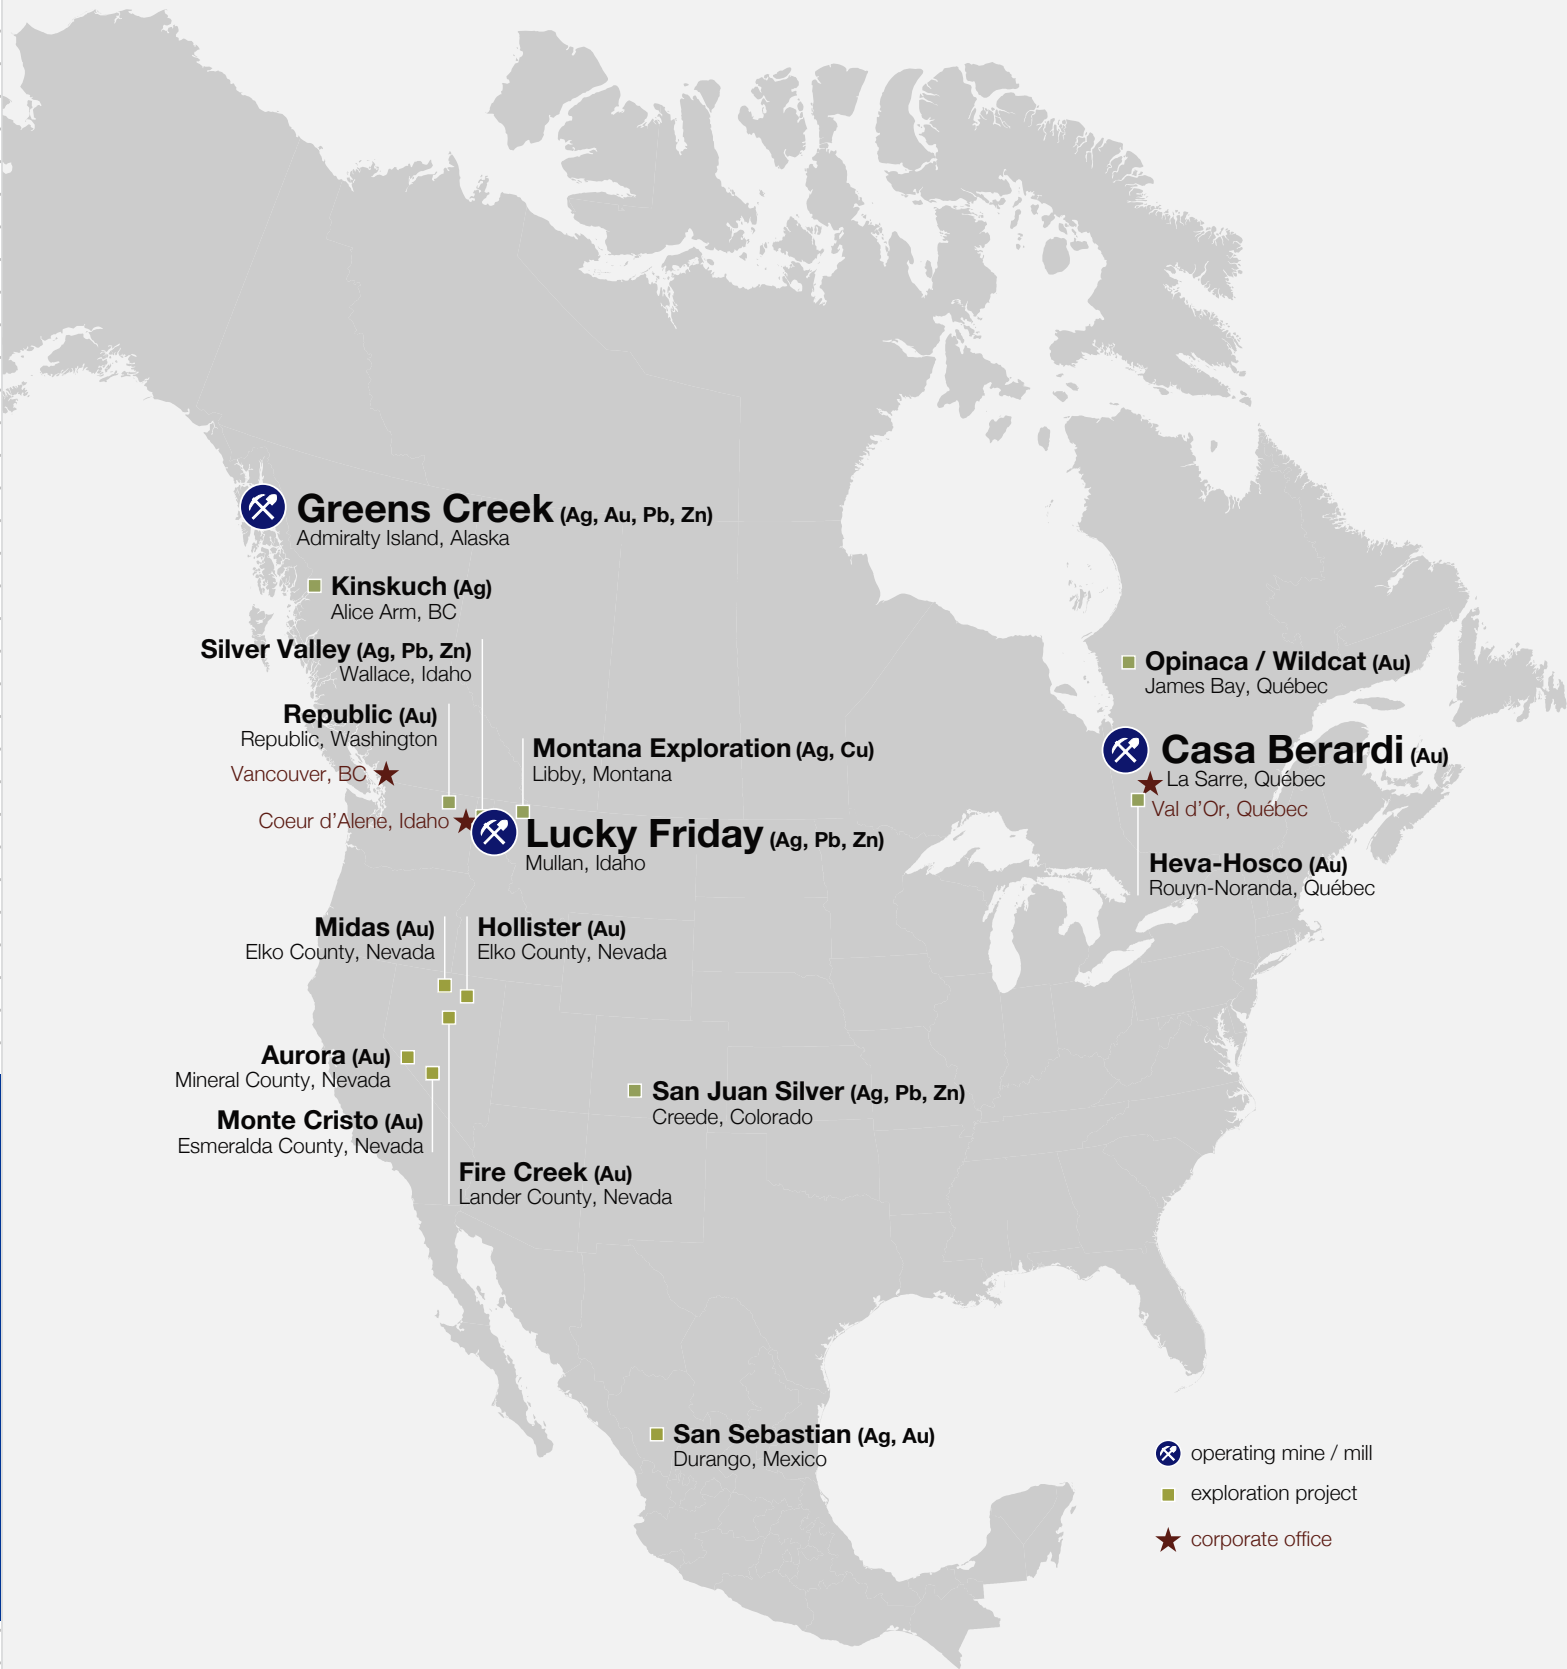 Greens Creek (Ag, Au, Pb, Zn)
Admiralty Island, Alaska
Kinskuch (Ag)
Alice Arm, BC
Silver Valley (Ag, Pb, Zn)
Wallace, Idaho
Republic (Au)
Republic, Washington
Vancouver, BC
Coeur d'Alene, Idaho
Montana Exploration (Ag, Cu)
Libby, Montana
Lucky Friday (Ag, Pb, Zn)
Mullan, Idaho
Opinaca / Wildcat (Au)
James Bay, Québec
Casa Berardi (Au)
La Sarre, Québec
Val d'Or, Québec
Heva-Hosco (Au)
Rouyn-Noranda, Québec
Midas (Au)
Elko County, Nevada
Hollister (Au)
Elko County, Nevada
Aurora (Au)
Mineral County, Nevada
Monte Cristo (Au)
Esmeralda County, Nevada
Fire Creek (Au)
Lander County, Nevada
San Juan Silver (Ag, Pb, Zn)
Creede, Colorado
San Sebastian (Ag, Au)
Durango, Mexico
operating mine / mill
exploration project
corporate office